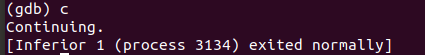 (gdb) c
Continuing.
[Inferior 1 (process 3134) exited normally]